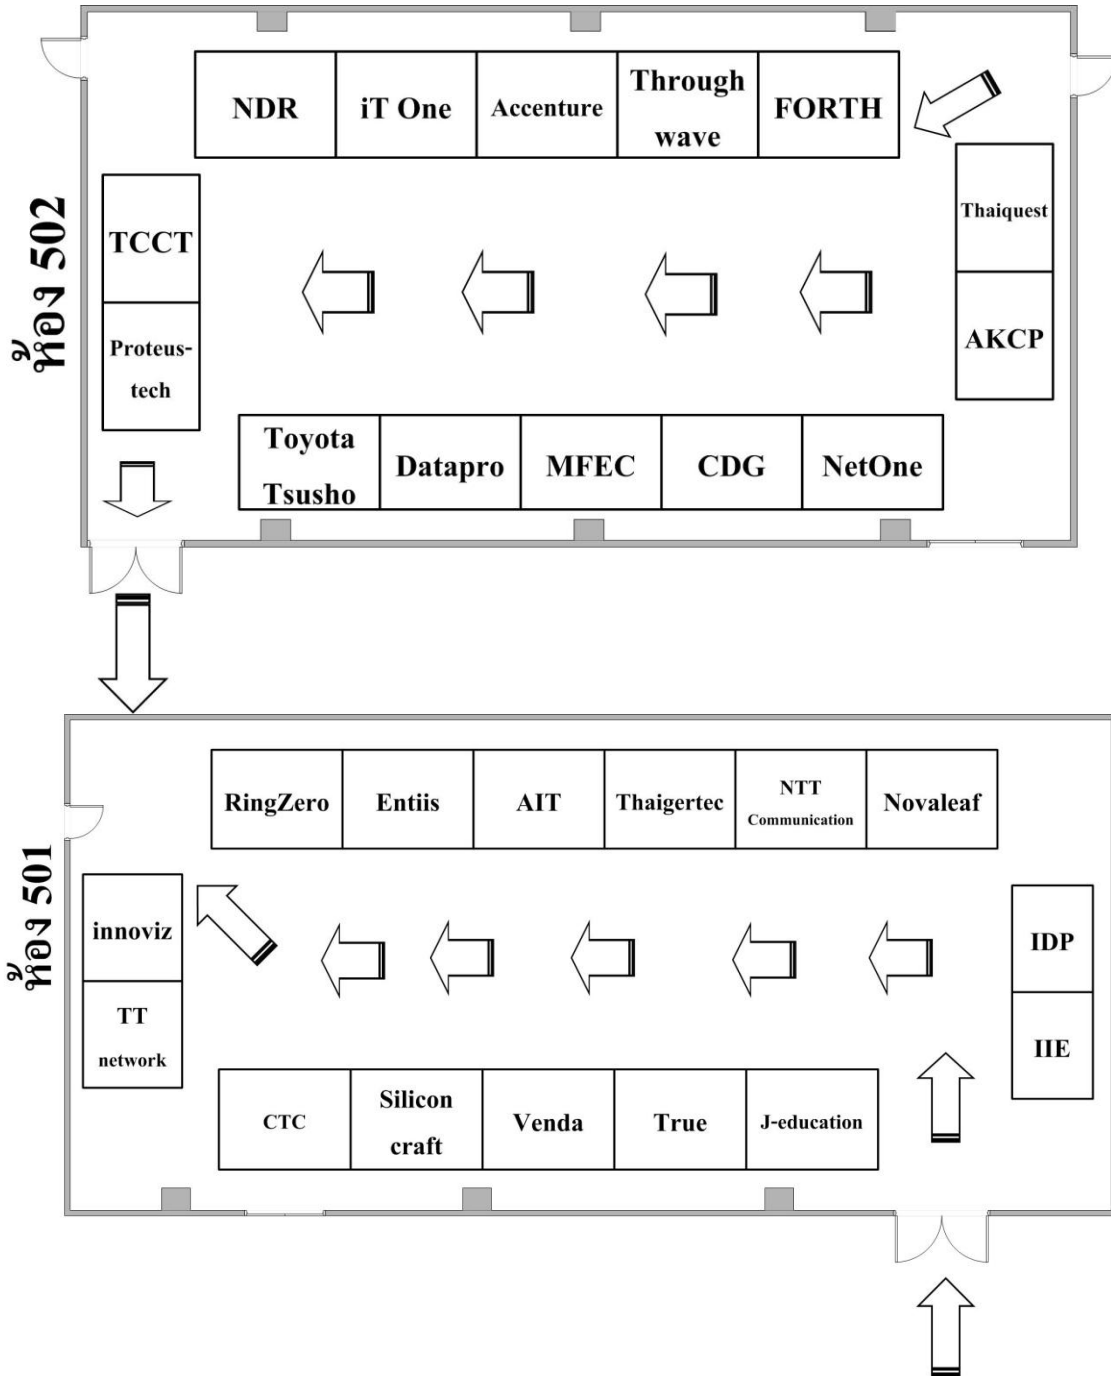 ห้อง 502
NDR
iT One
Accenture
Through
wave
FORTH
TCCT
Proteus-
tech
Thaiquest
AKCP
Toyota
Tsusho
Datapro
MFEC
CDG
NetOne
ห้อง 501
RingZero
Entiis
AIT
Thaigertec
NTT
Communication
Novaleaf
innoviz
TT
network
IDP
IIE
CTC
Silicon
craft
Venda
True
J-education